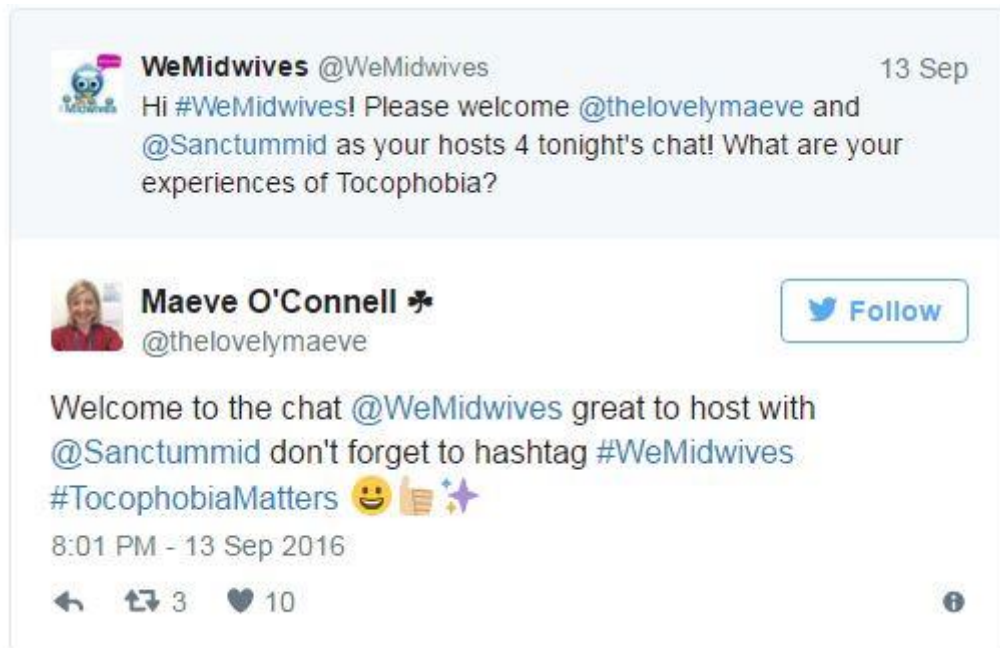 WeMidwives @WeMidwives 13 Sep
Hi #WeMidwives! Please welcome @thelovelymaeve and
@Sanctummid as your hosts 4 tonight's chat! What are your
experiences of Tocophobia?
Maeve O'Connell ☘
Follow
@thelovelymaeve
Welcome to the chat @WeMidwives great to host with
@Sanctummid don't forget to hashtag #WeMidwives
#TocophobiaMatters 😀👍✨
8:01 PM - 13 Sep 2016
3 10